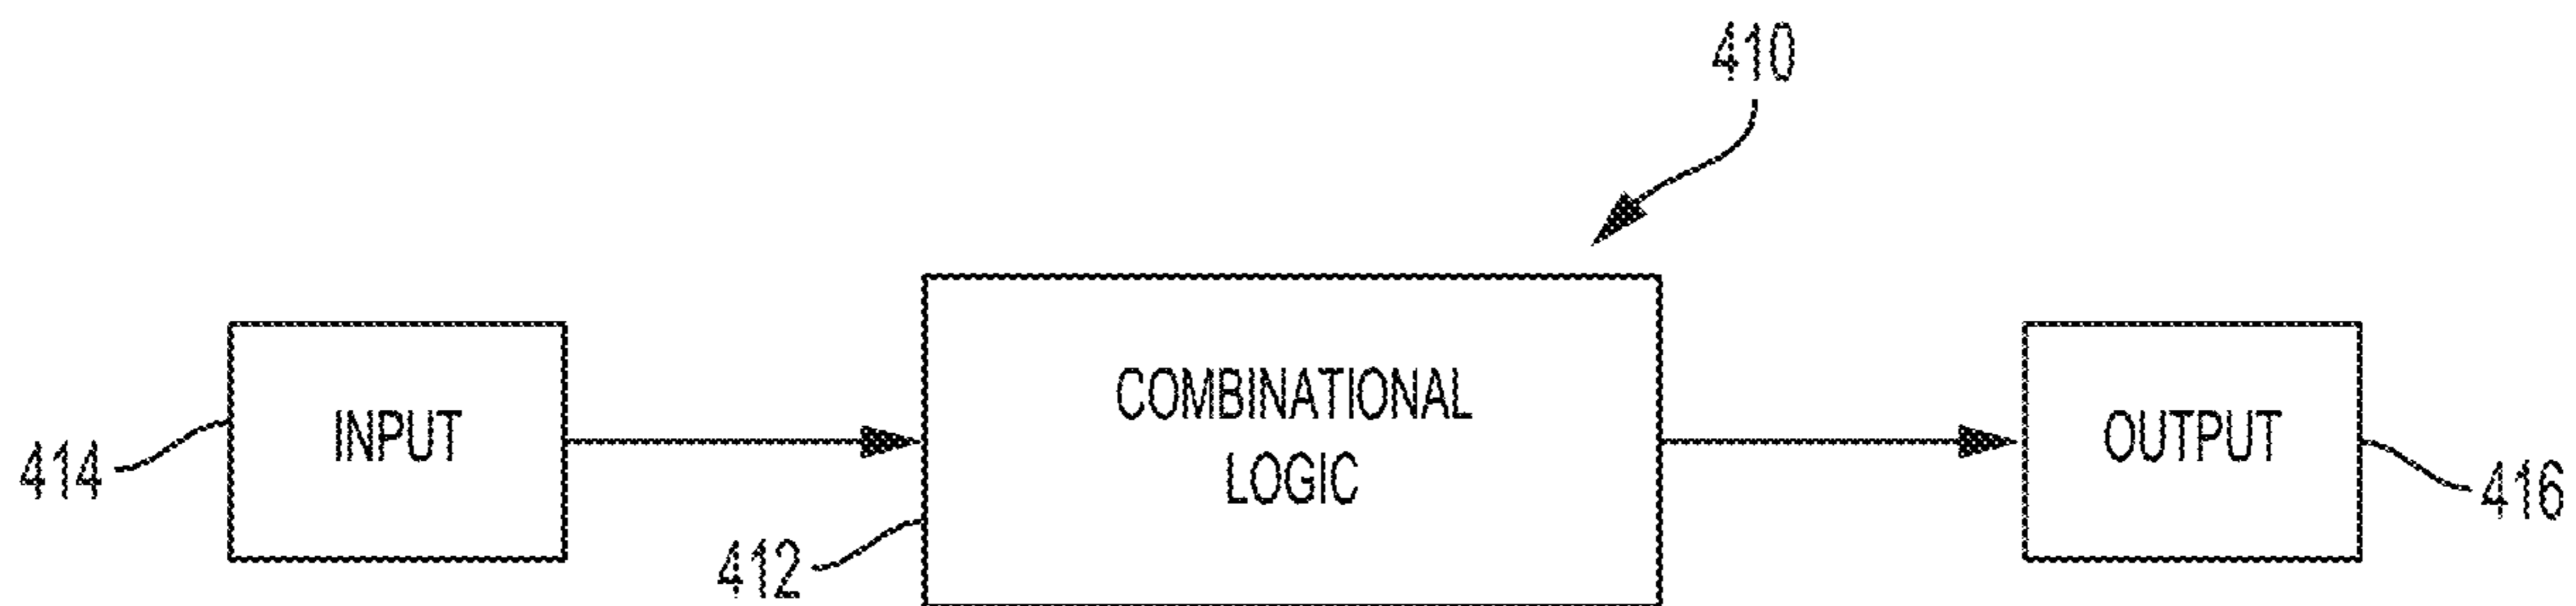 410
INPUT
414
COMBINATIONAL
LOGIC
412
OUTPUT
416